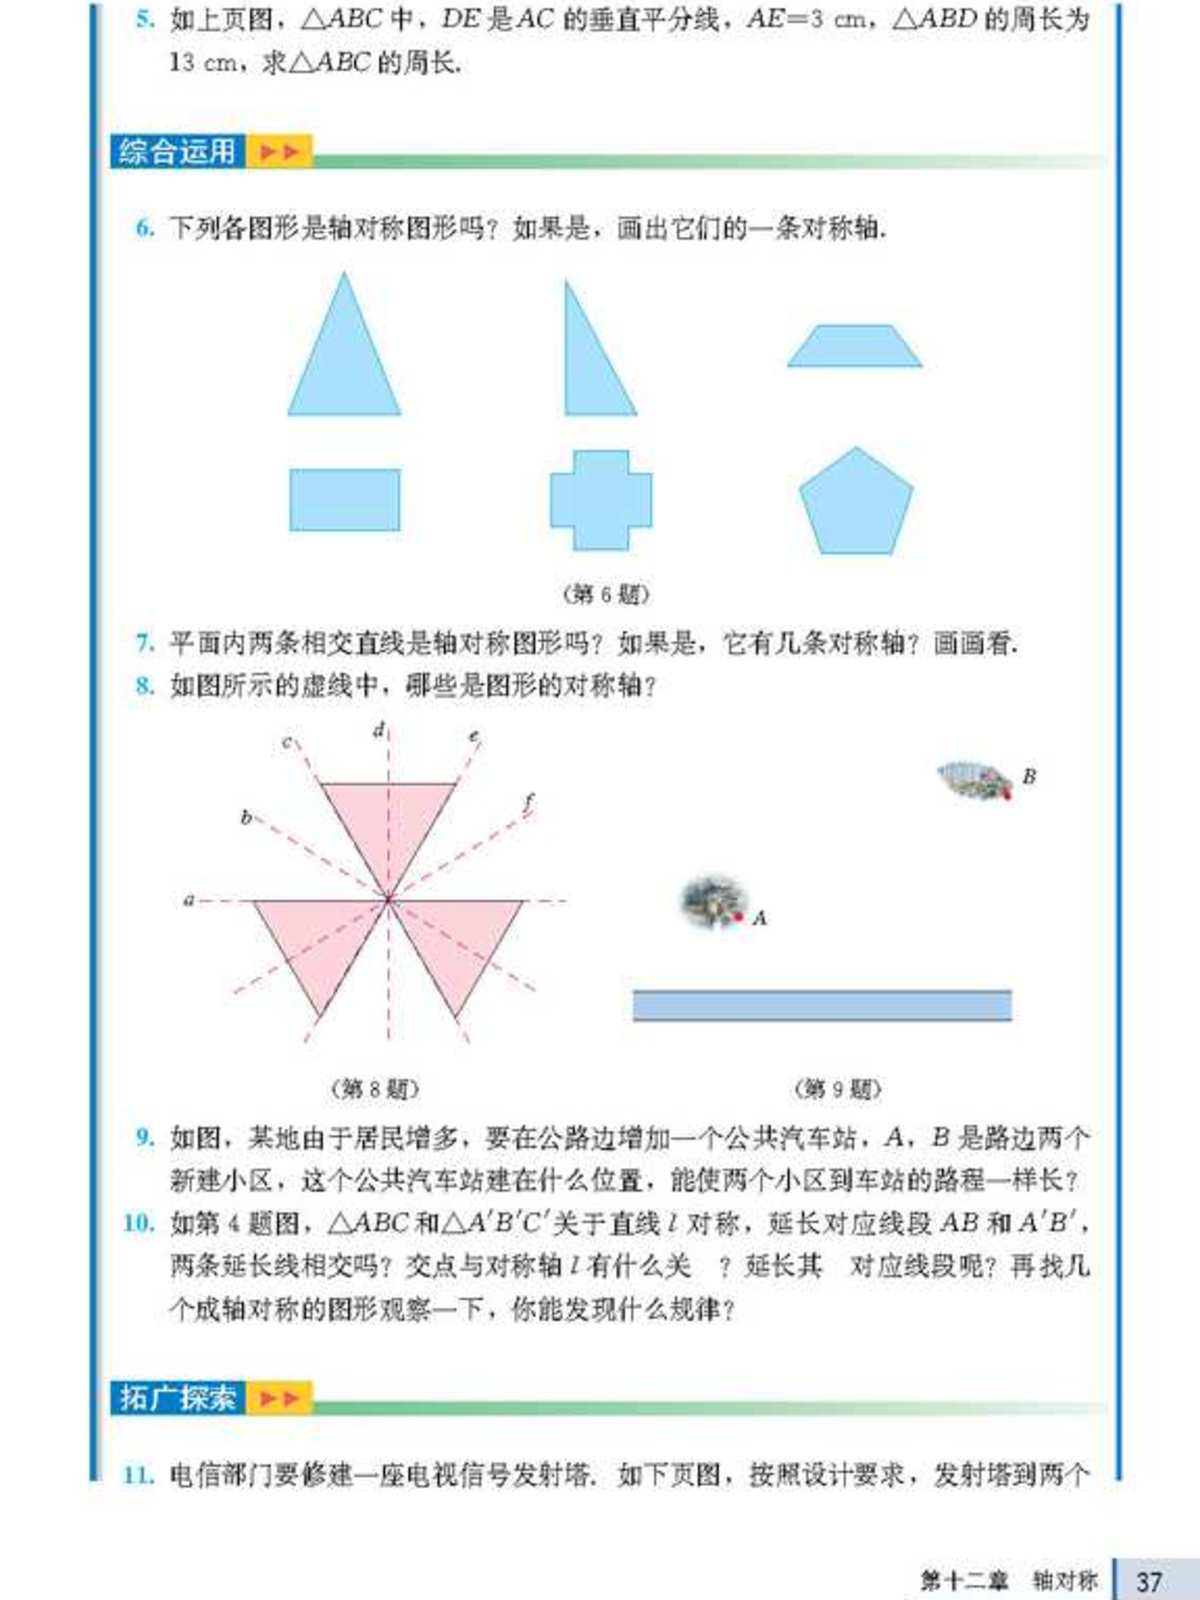 5. 如上页图，△ABC 中，DE 是 AC 的垂直平分线，AE=3 cm，△ABD 的周长为
13 cm，求△ABC 的周长.
综合运用
6. 下列各图形是轴对称图形吗？如果是，画出它们的一条对称轴.
(第 6 题)
7. 平面内两条相交直线是轴对称图形吗？如果是，它有几条对称轴？画画看.
8. 如图所示的虚线中，哪些是图形的对称轴？
c d e
b f
a
B
A
(第 8 题) (第 9 题)
9. 如图，某地由于居民增多，要在公路边增加一个公共汽车站，A，B 是路边两个
新建小区，这个公共汽车站建在什么位置，能使两个小区到车站的路程一样长？
10. 如第 4 题图，△ABC 和△A′B′C′关于直线 l 对称，延长对应线段 AB 和 A′B′，
两条延长线相交吗？交点与对称轴 l 有什么关 ？延长其 对应线段呢？再找几
个成轴对称的图形观察一下，你能发现什么规律？
拓广探索
11. 电信部门要修建一座电视信号发射塔. 如下页图，按照设计要求，发射塔到两个
第十二章 轴对称 37